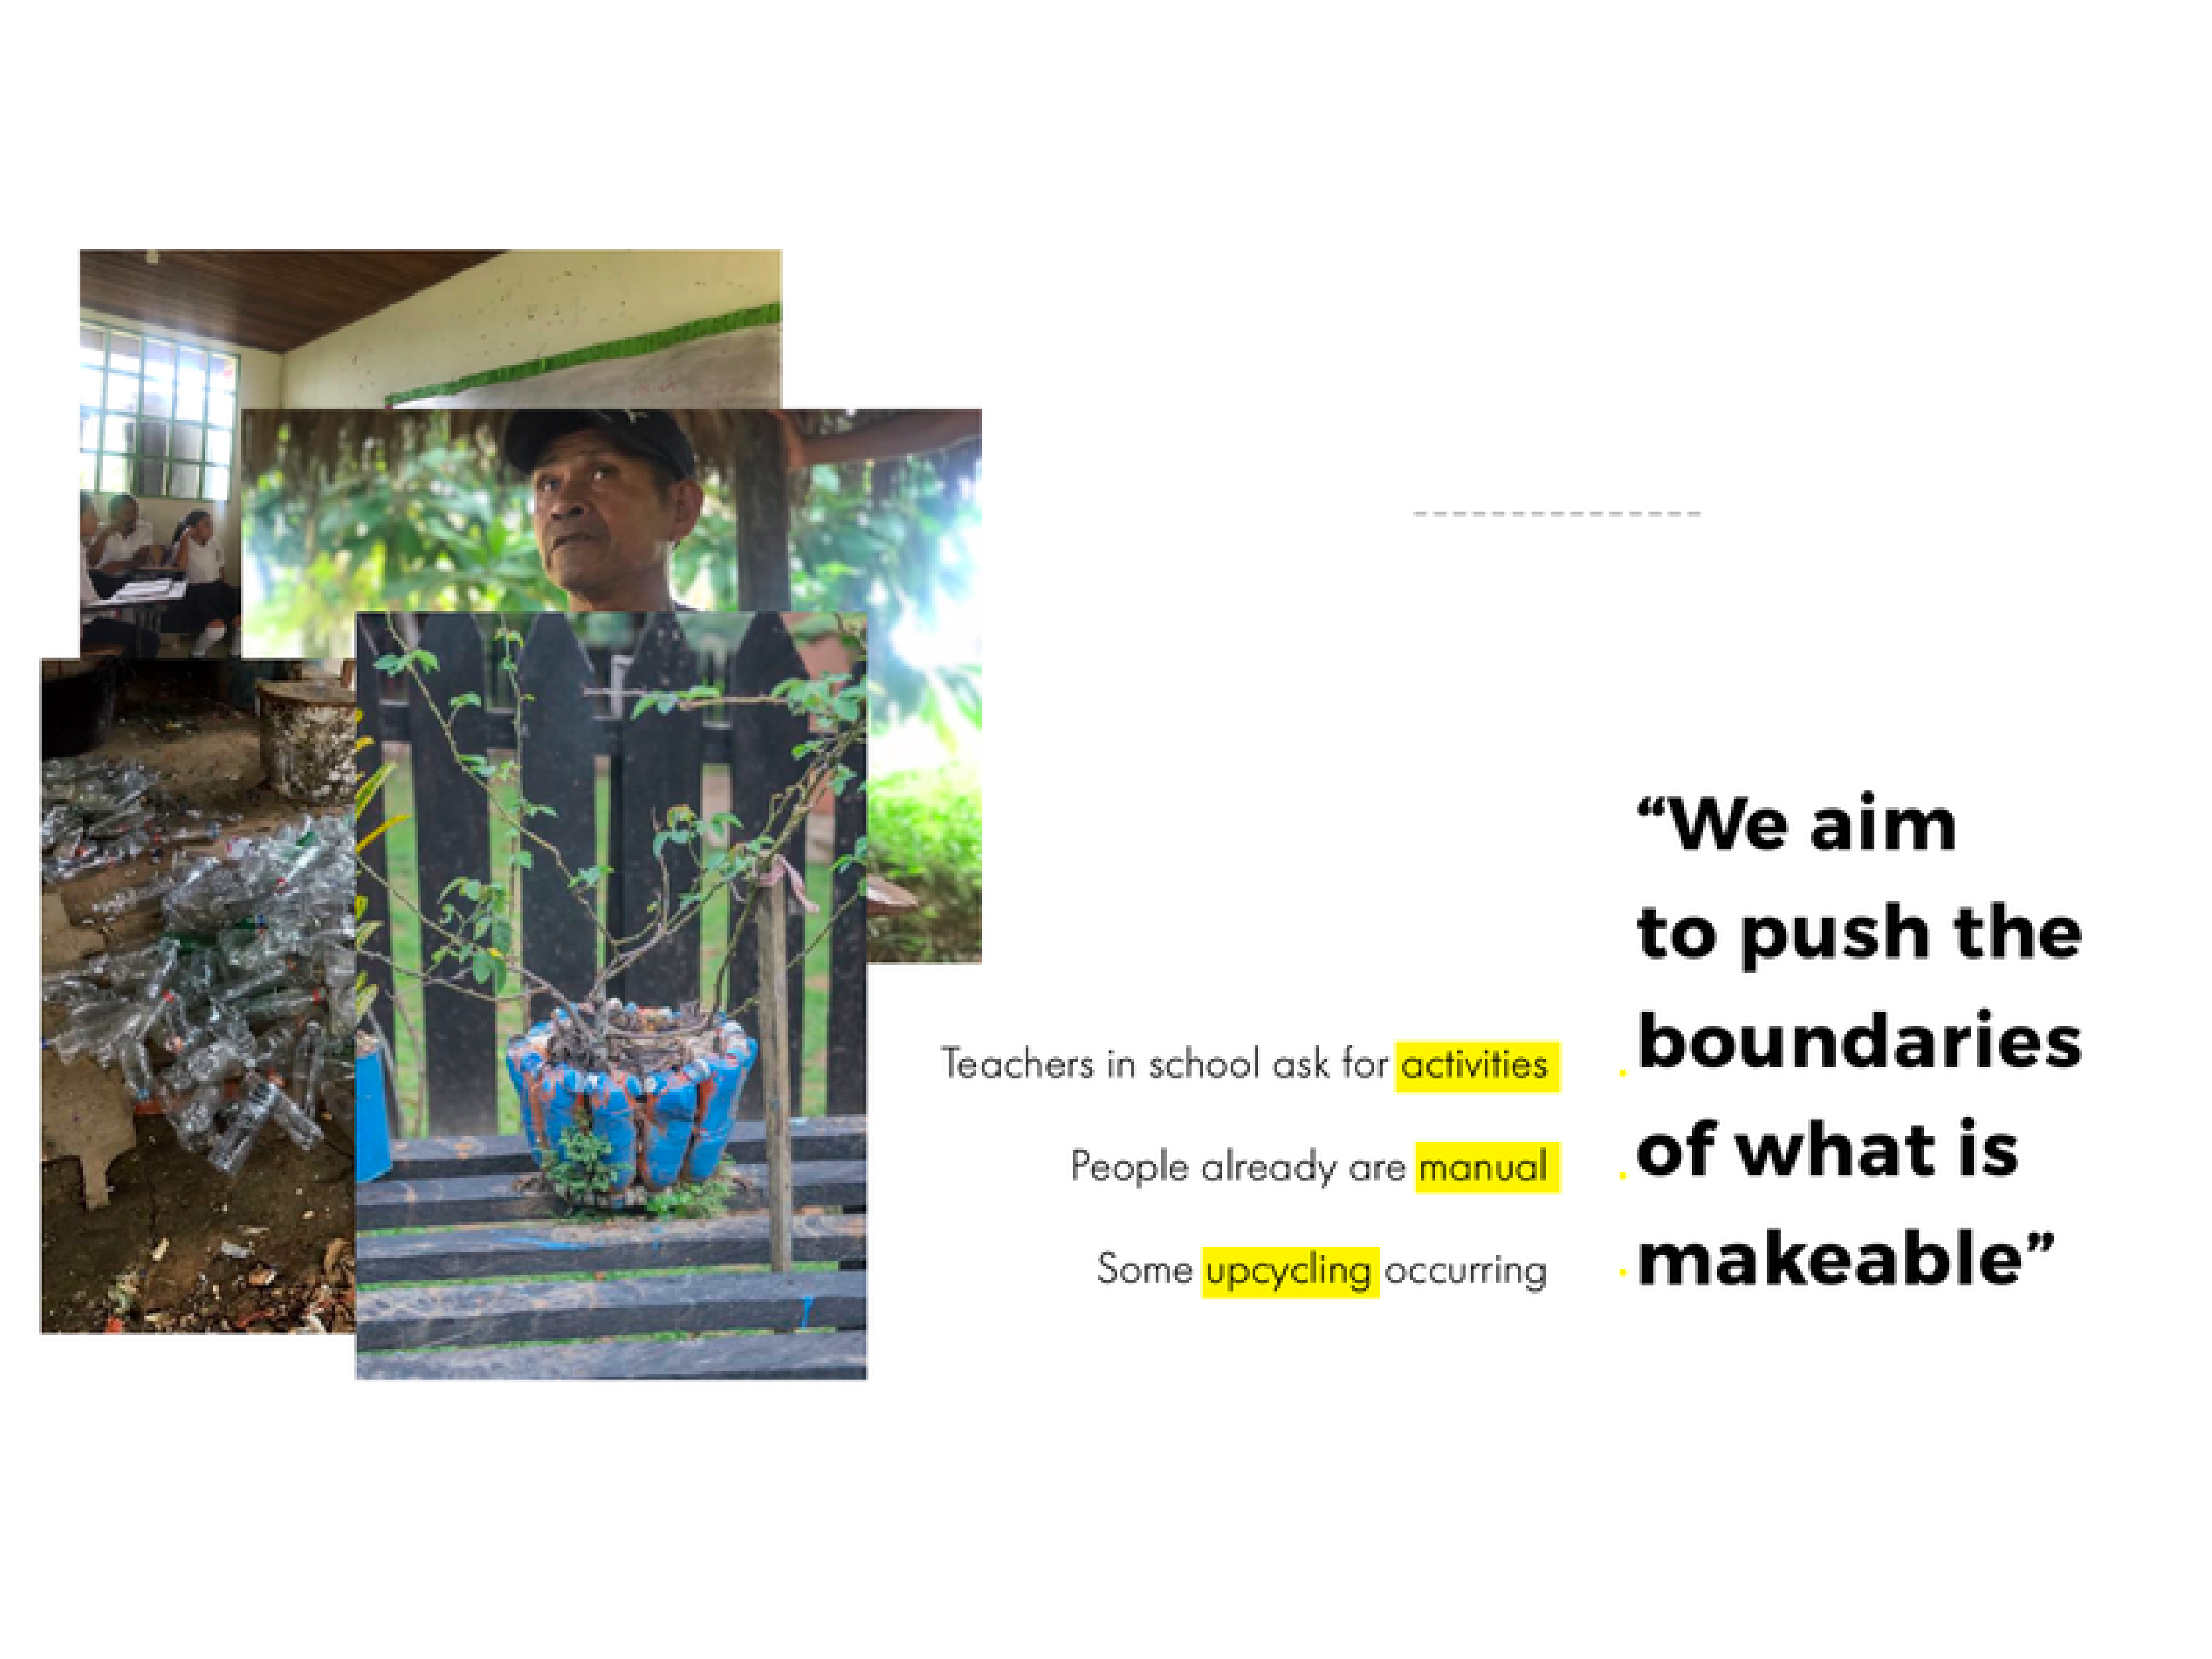 Teachers in school ask for activities
People already are manual
Some upcycling occurring
“We aim
to push the
boundaries
of what is
makeable”